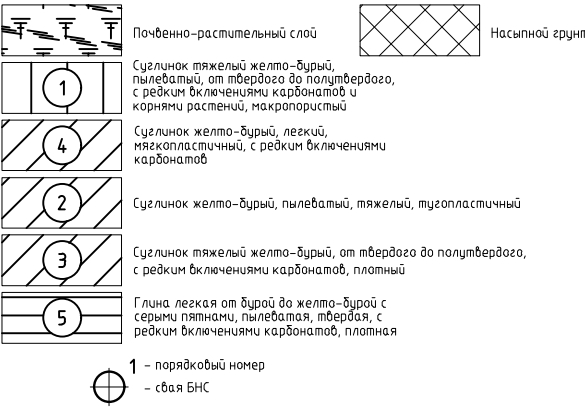 Почвенно-растительный слой
Насыпной грунт
1
Суглинок тяжелый желто-бурый,
пылеватый, от твердого до полутвердого,
с редким включениями карбонатов и
корнями растений, макропористый
4
Суглинок желто-бурый, легкий,
мягкопластичный, с редким включениями
карбонатов
2
Суглинок желто-бурый, пылеватый, тяжелый, тугопластичный
3
Суглинок тяжелый желто-бурый, от твердого до полутвердого,
с редким включениями карбонатов, плотный
5
Глина легкая от бурой до желто-бурой с
серыми пятнами, пылеватая, твердая, с
редким включениями карбонатов, плотная
1 - порядковый номер
- свая БНС